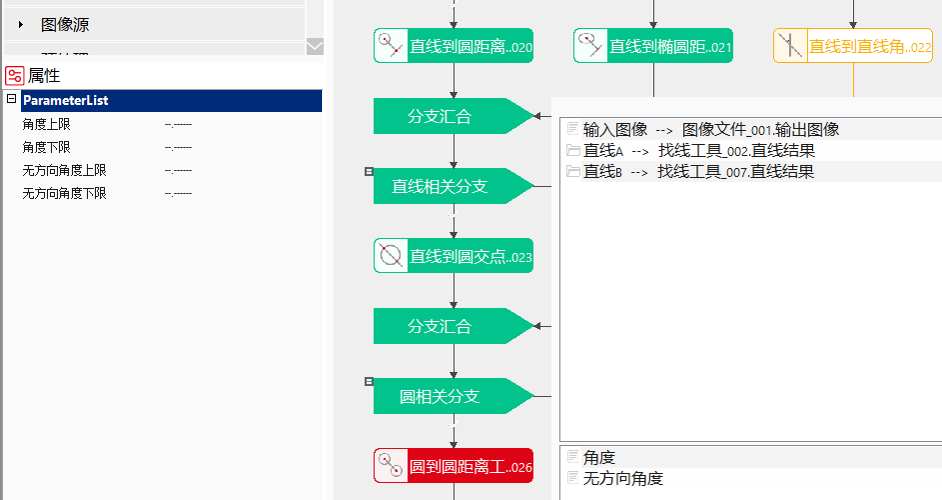 图像源
属性
ParameterList
角度上限 --.------
角度下限 --.------
无方向角度上限 --.------
无方向角度下限 --.------
直线到圆距离..020
直线到椭圆距..021
直线到直线角..022
分支汇合
直线相关分支
直线到圆交点..023
分支汇合
圆相关分支
圆到圆距离工..026
输入图像 --> 图像文件_001.输出图像
直线A --> 找线工具_002.直线结果
直线B --> 找线工具_007.直线结果
角度
无方向角度